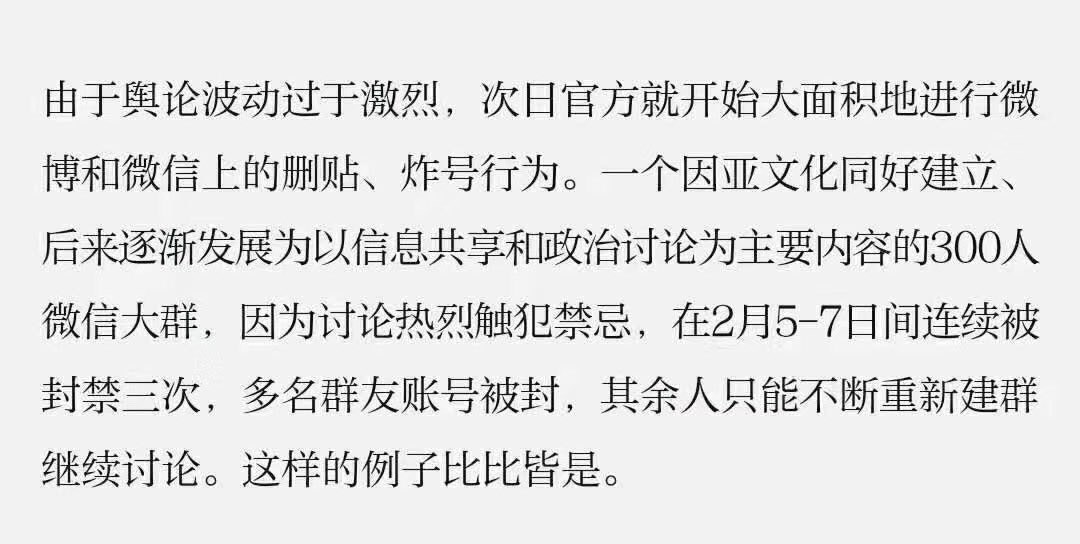 由于舆论波动过于激烈，次日官方就开始大面积地进行微
博和微信上的删贴、炸号行为。一个因亚文化同好建立、
后来逐渐发展为以信息共享和政治讨论为主要内容的300人
微信大群，因为讨论热烈触犯禁忌，在2月5-7日间连续被
封禁三次，多名群友账号被封，其余人只能不断重新建群
继续讨论。这样的例子比比皆是。